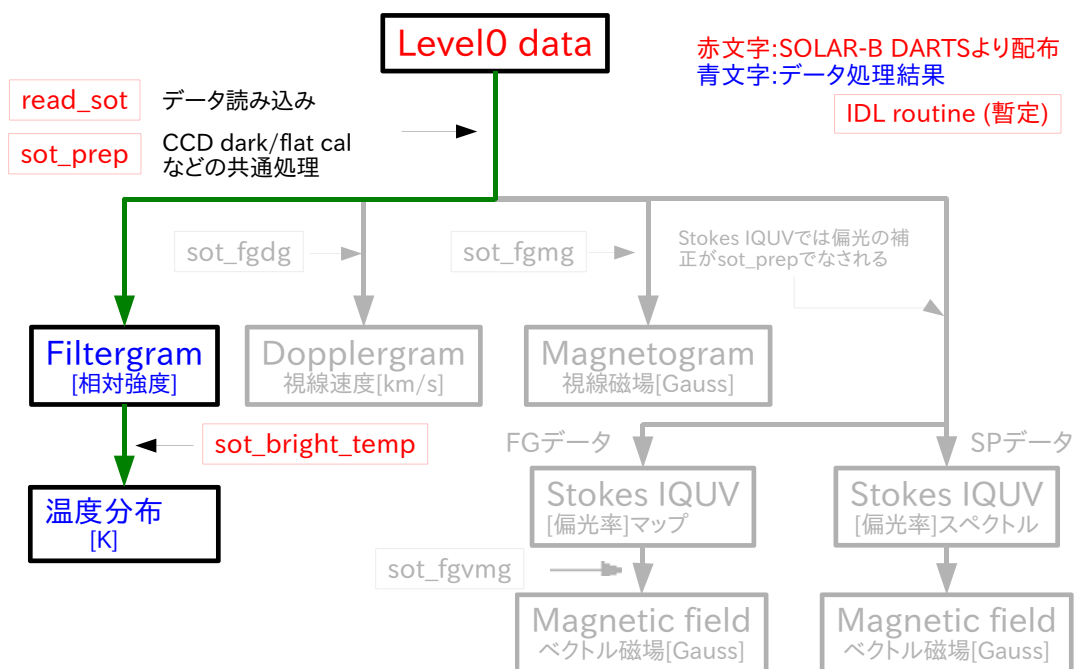 Level0 data
赤文字:SOLAR-B DARTSより配布
青文字:データ処理結果
IDL routine (暫定)
read_sot
データ読み込み
sot_prep
CCD dark/flat cal
などの共通処理
sot_fgdg
sot_fgmg
Stokes IQUVでは偏光の補
正がsot_prepでなされる
Filtergram
[相対強度]
Dopplergram
視線速度[km/s]
Magnetogram
視線磁場[Gauss]
sot_bright_temp
FGデータ
SPデータ
温度分布
[K]
Stokes IQUV
[偏光率]マップ
Stokes IQUV
[偏光率]スペクトル
sot_fgvmg
Magnetic field
ベクトル磁場[Gauss]
Magnetic field
ベクトル磁場[Gauss]